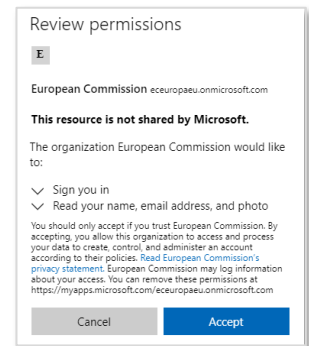 Review permissions
E
European Commission eceuropaeu.onmicrosoft.com
This resource is not shared by Microsoft.
The organization European Commission would like
to:
Sign you in
Read your name, email address, and photo
You should only accept if you trust European Commission. By
accepting, you allow this organization to access and process
your data to create, control, and administer an account
according to their policies. Read European Commission's
privacy statement. European Commission may log information
about your access. You can remove these permissions at
https://myapps.microsoft.com/eceuropaeu.onmicrosoft.com
Cancel Accept